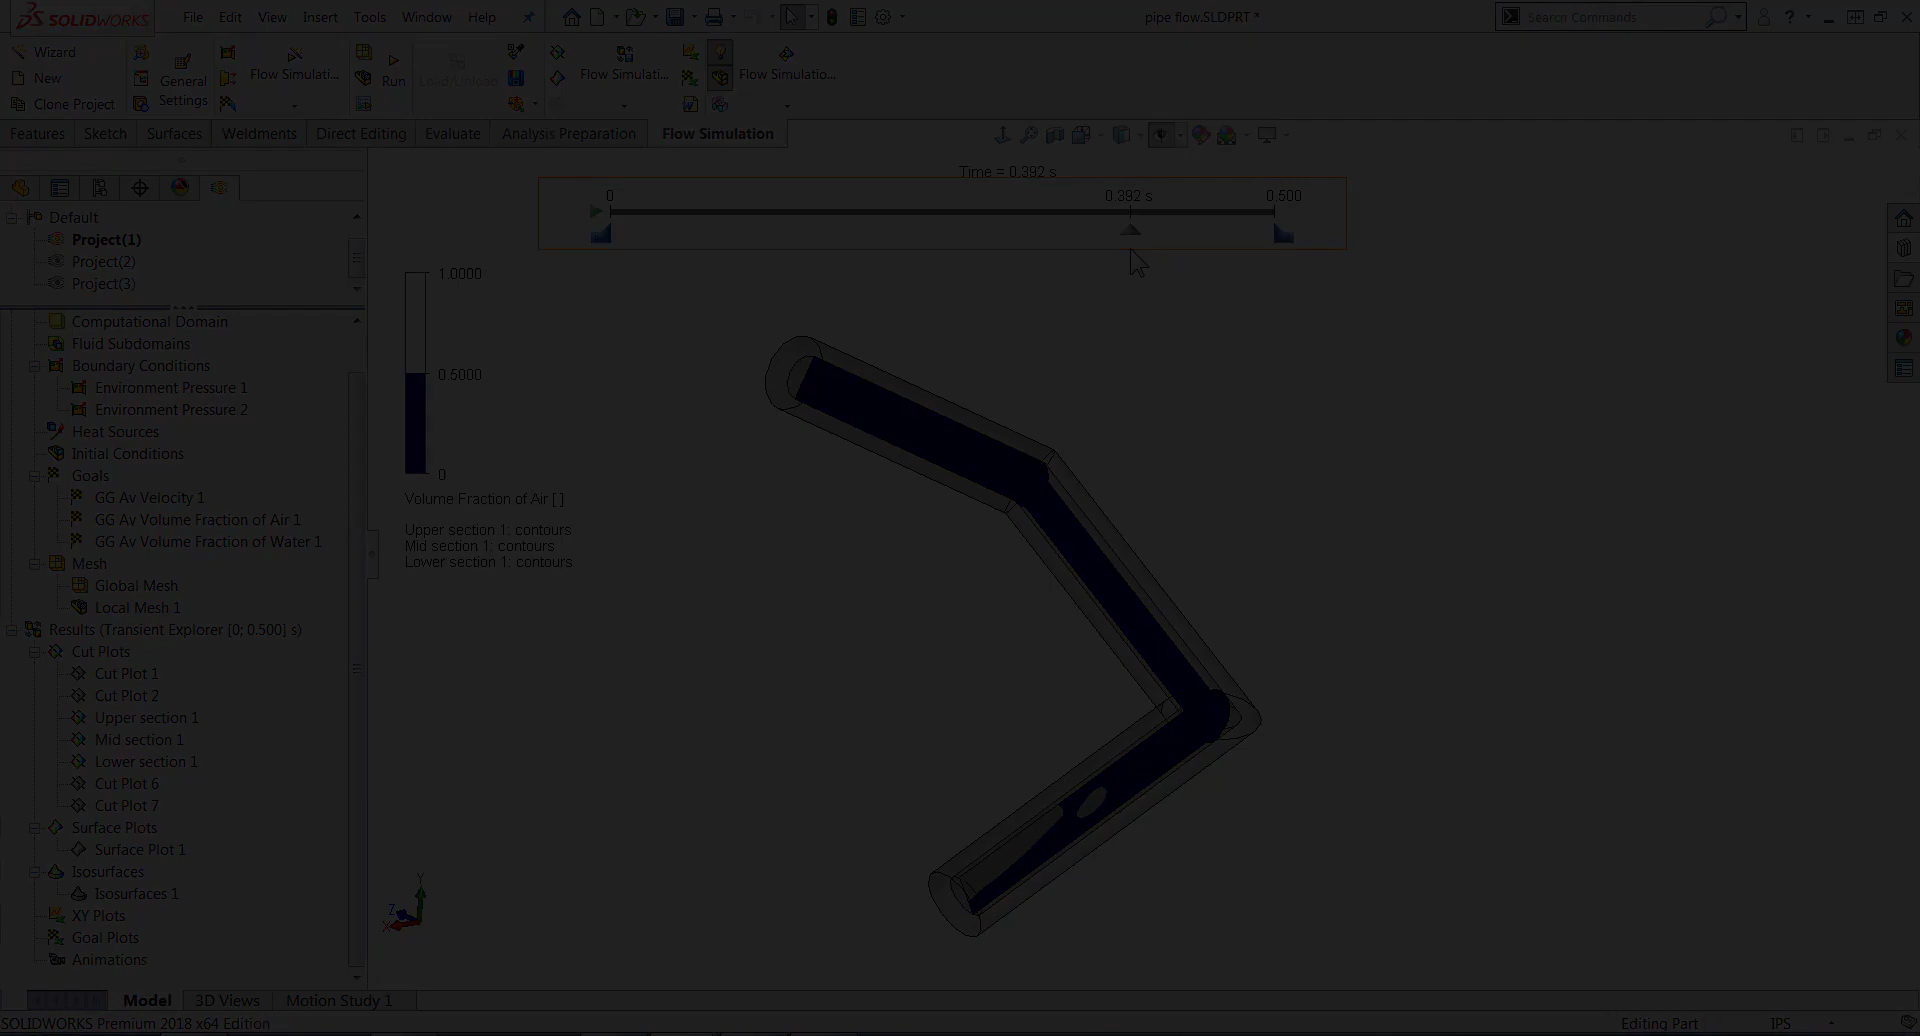 SOLIDWORKS
File Edit View Insert Tools Window Help
pipe flow.SLDPRT *
Search Commands
Wizard
New
Clone Project
General Settings
Flow Simulati...
Run
Load/Unload
Flow Simulati...
Flow Simulatio...
Features Sketch Surfaces Weldments Direct Editing Evaluate Analysis Preparation Flow Simulation
Time = 0.392 s
0 0.392 s 0.500
Default
Project(1)
Project(2)
Project(3)
Computational Domain
Fluid Subdomains
Boundary Conditions
Environment Pressure 1
Environment Pressure 2
Heat Sources
Initial Conditions
Goals
GG Av Velocity 1
GG Av Volume Fraction of Air 1
GG Av Volume Fraction of Water 1
Mesh
Global Mesh
Local Mesh 1
Results (Transient Explorer [0; 0.500] s)
Cut Plots
Cut Plot 1
Cut Plot 2
Upper section 1
Mid section 1
Lower section 1
Cut Plot 6
Cut Plot 7
Surface Plots
Surface Plot 1
Isosurfaces
Isosurfaces 1
XY Plots
Goal Plots
Animations
1.0000
0.5000
0
Volume Fraction of Air [ ]
Upper section 1: contours
Mid section 1: contours
Lower section 1: contours
Y
Z
X
Model 3D Views Motion Study 1
SOLIDWORKS Premium 2018 x64 Edition
Editing Part IPS